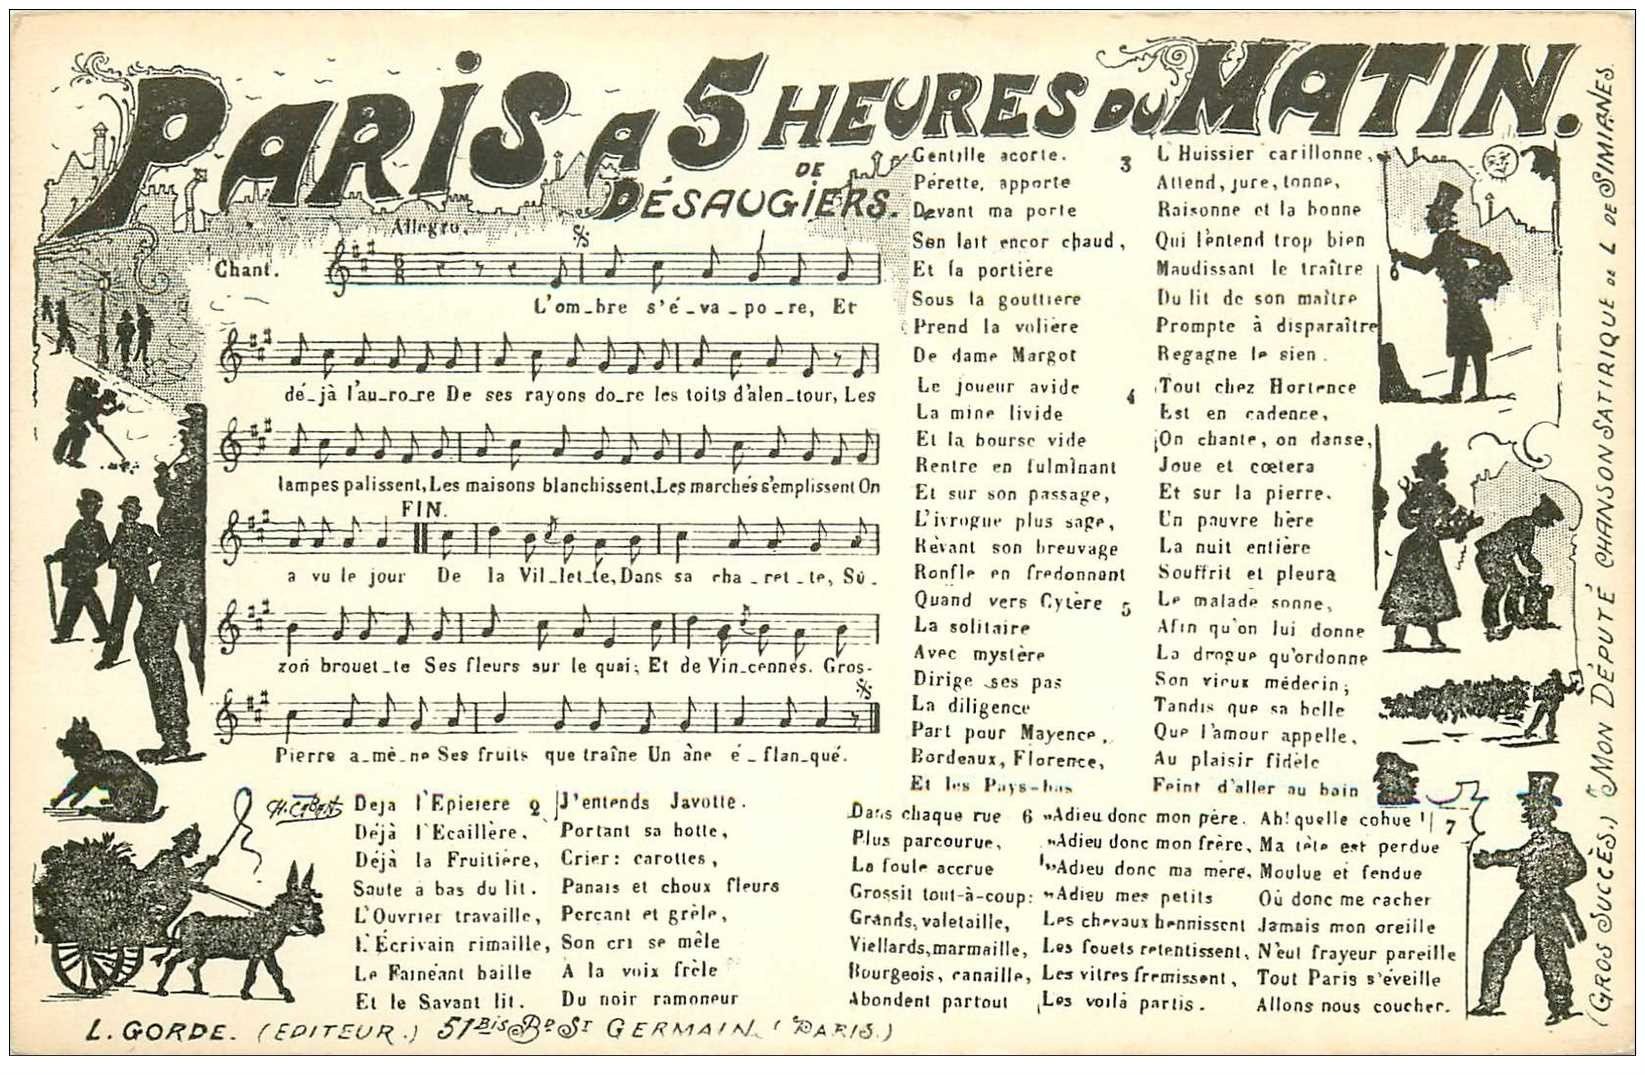 PARIS A 5 HEURES DU MATIN.
DE
DÉSAUGIERS.
Allegro.
Chant.
L'om_bre s'é_va_po_re, Et
dé_jà l'au_ro_re De ses rayons do_re les toits d'alen_tour, Les
lampes palissent, Les maisons blanchissent, Les marchés s'emplissent On
FIN.
a vu le jour De la Vil_let_te, Dans sa cha_ret_te, Su_
zon brouet_te Ses fleurs sur le quai; Et de Vin_cennes. Gros-
Pierre a_mè_ne Ses fruits que traîne Un âne é_flan_qué.
CH. CABART
Deja l'Epiciere 2
Déjà l'Ecaillère,
Déjà la Fruitière,
Saute à bas du lit.
L'Ouvrier travaille,
L'Écrivain rimaille,
Le Fainéant baille
Et le Savant lit.
J'entends Javotte.
Portant sa hotte,
Crier: carottes,
Panais et choux fleurs
Percant et grêle,
Son cri se mêle
A la voix frêle
Du noir ramoneur
Gentille acorte. 3
Pérette, apporte
Devant ma porte
Son lait encor chaud,
Et la portière
Sous la gouttiere
Prend la volière
De dame Margot
L'Huissier carillonne,
Attend, jure, tonne,
Raisonne et la bonne
Qui l'entend trop bien
Maudissant le traître
Du lit de son maître
Prompte à disparaître
Regagne le sien.
Le joueur avide 4
La mine livide
Et la bourse vide
Rentre en fulmînant
Et sur son passage,
L'ivrogne plus sage,
Rêvant son breuvage
Ronfle en fredonnant
Tout chez Hortence
Est en cadence,
On chante, on danse,
Joue et cœtera
Et sur la pierre.
Un pauvre hère
La nuit entière
Souffrit et pleura
Quand vers Cytère 5
La solitaire
Avec mystère
Dirige ses pas
La diligence
Part pour Mayence,
Bordeaux, Florence,
Et les Pays-bas
Le malade sonne,
Afin qu'on lui donne
La drogue qu'ordonne
Son vieux médecin;
Tandis que sa belle
Que l'amour appelle,
Au plaisir fidèle
Feint d'aller au bain
Dans chaque rue 6
Plus parcourue,
La foule accrue
Grossit tout-à-coup:
Grands, valetaille,
Viellards, marmaille,
Bourgeois, canaille,
Abondent partout
"Adieu donc mon père.
"Adieu donc mon frère,
"Adieu donc ma mère,
"Adieu mes petits
Les chevaux hennissent
Les fouets retentissent,
Les vitres fremissent,
Les voilà partis.
Ah! quelle cohue! 7
Ma tête est perdue
Moulue et fendue
Où donc me cacher
Jamais mon oreille
N'eut frayeur pareille
Tout Paris s'éveille
Allons nous coucher.
(GROS SUCCÈS.) "MON DÉPUTÉ CHANSON SATIRIQUE DE L DE SIMIANES.
L. GORDE. (EDITEUR.) 51Bis Bd St GERMAIN. (PARIS.)